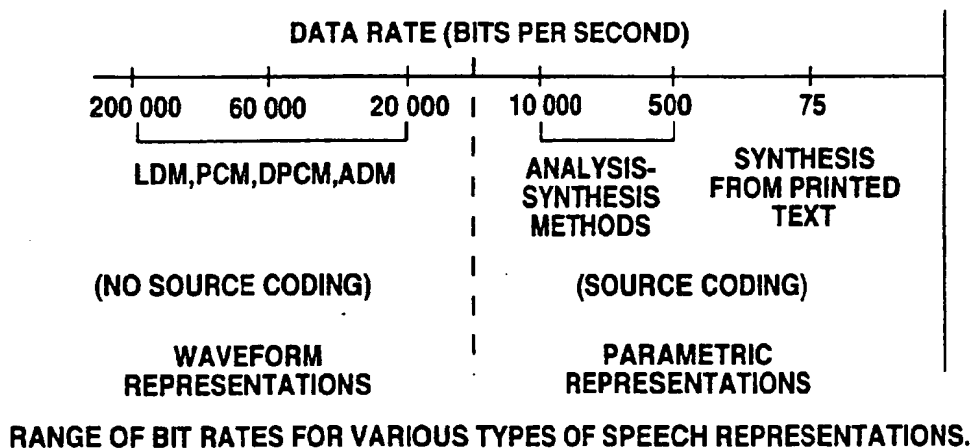 DATA RATE (BITS PER SECOND)
200 000 60 000 20 000 10 000 500 75
LDM,PCM,DPCM,ADM
ANALYSIS-
SYNTHESIS
METHODS
SYNTHESIS
FROM PRINTED
TEXT
(NO SOURCE CODING) (SOURCE CODING)
WAVEFORM
REPRESENTATIONS
PARAMETRIC
REPRESENTATIONS
RANGE OF BIT RATES FOR VARIOUS TYPES OF SPEECH REPRESENTATIONS.